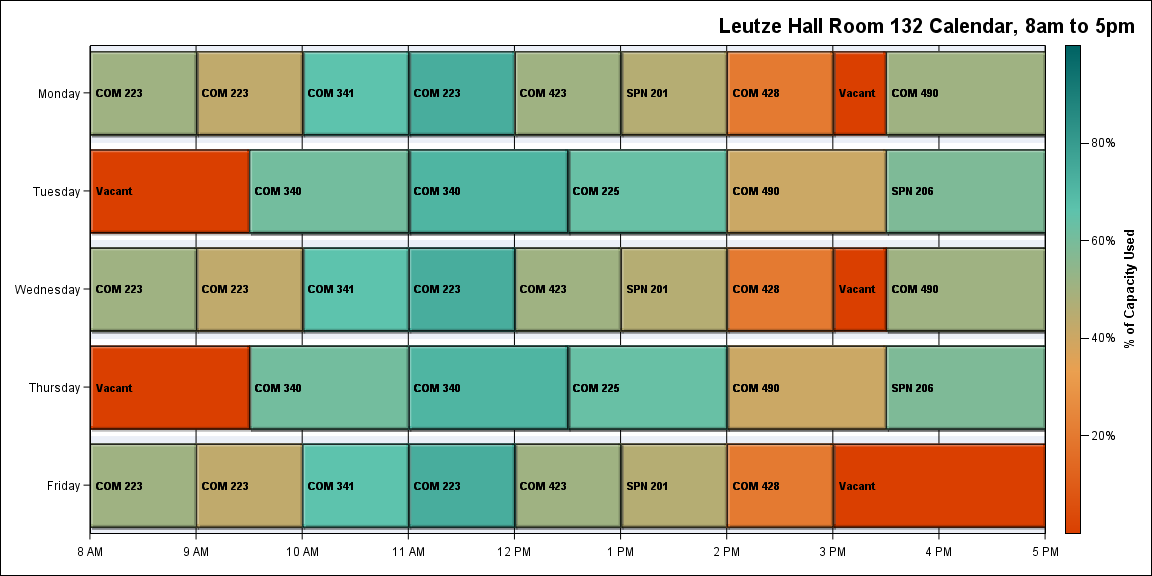 Leutze Hall Room 132 Calendar, 8am to 5pm
Monday
COM 223
COM 223
COM 341
COM 223
COM 423
SPN 201
COM 428
Vacant
COM 490
Tuesday
Vacant
COM 340
COM 340
COM 225
COM 490
SPN 206
Wednesday
COM 223
COM 223
COM 341
COM 223
COM 423
SPN 201
COM 428
Vacant
COM 490
Thursday
Vacant
COM 340
COM 340
COM 225
COM 490
SPN 206
Friday
COM 223
COM 223
COM 341
COM 223
COM 423
SPN 201
COM 428
Vacant
8 AM
9 AM
10 AM
11 AM
12 PM
1 PM
2 PM
3 PM
4 PM
5 PM
80%
60%
40%
20%
% of Capacity Used